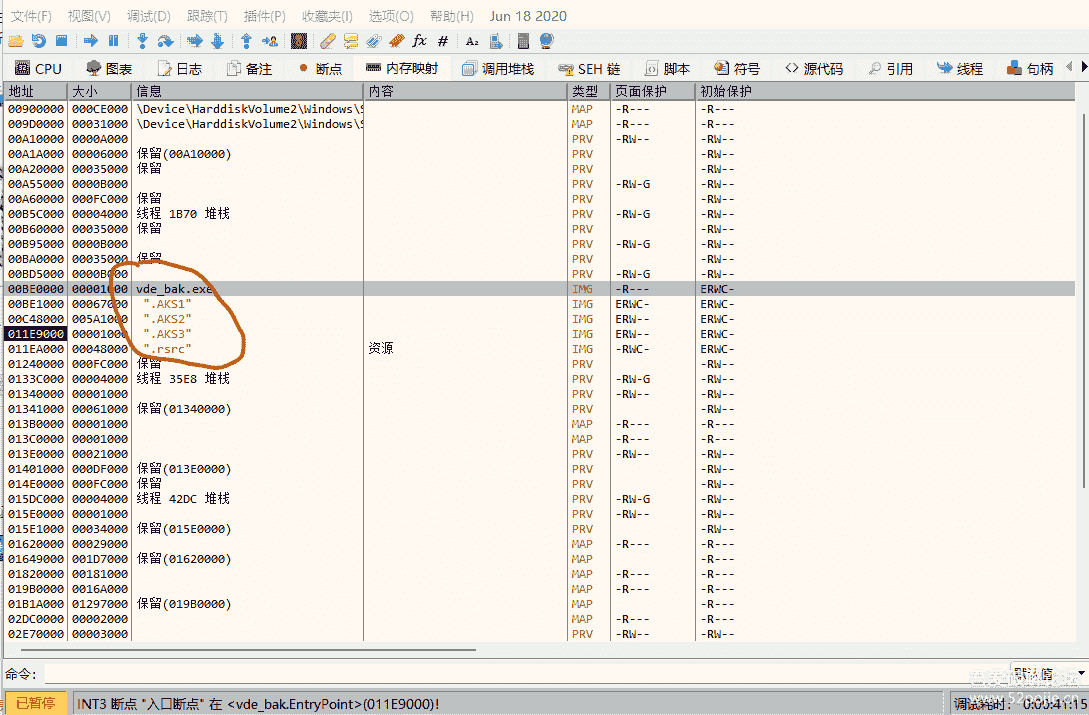 文件(F) 视图(V) 调试(D) 跟踪(T) 插件(P) 收藏夹(I) 选项(O) 帮助(H) Jun 18 2020
fx # A₂
CPU 图表 日志 备注 断点 内存映射 调用堆栈 SEH 链 脚本 符号 源代码 引用 线程 句柄
地址 大小 信息 内容 类型 页面保护 初始保护
00900000 000CE000 \Device\HarddiskVolume2\Windows\S MAP -R--- -R---
009D0000 00031000 \Device\HarddiskVolume2\Windows\S MAP -R--- -R---
00A10000 0000A000 PRV -RW-- -RW--
00A1A000 00006000 保留(00A10000) PRV -RW--
00A20000 00035000 保留 PRV -RW--
00A55000 0000B000 PRV -RW-G -RW--
00A60000 000FC000 保留 PRV -RW--
00B5C000 00004000 线程 1B70 堆栈 PRV -RW-G -RW--
00B60000 00035000 保留 PRV -RW--
00B95000 0000B000 PRV -RW-G -RW--
00BA0000 00035000 保留 PRV -RW--
00BD5000 0000B000 PRV -RW-G -RW--
00BE0000 00001000 vde_bak.exe IMG -R--- ERWC-
00BE1000 00067000 ".AKS1" IMG ERWC- ERWC-
00C48000 005A1000 ".AKS2" IMG ERW-- ERWC-
011E9000 00001000 ".AKS3" IMG ERW-- ERWC-
011EA000 00048000 ".rsrc" 资源 IMG -RWC- ERWC-
01240000 000FC000 保留 PRV -RW--
0133C000 00004000 线程 35E8 堆栈 PRV -RW-G -RW--
01340000 00001000 PRV -RW-- -RW--
01341000 00061000 保留(01340000) PRV -RW--
013B0000 00001000 MAP -R--- -R---
013C0000 00001000 MAP -R--- -R---
013E0000 00021000 PRV -RW-- -RW--
01401000 000DF000 保留(013E0000) PRV -RW--
014E0000 000FC000 保留 PRV -RW--
015DC000 00004000 线程 42DC 堆栈 PRV -RW-G -RW--
015E0000 00001000 PRV -RW-- -RW--
015E1000 00034000 保留(015E0000) PRV -RW--
01620000 00029000 MAP -R--- -R---
01649000 001D7000 保留(01620000) MAP -R---
01820000 00181000 MAP -R--- -R---
019B0000 0016A000 MAP -R--- -R---
01B1A000 01297000 保留(019B0000) MAP -R---
02DC0000 00002000 MAP -R--- -R---
02E70000 00003000 PRV -RW-- -RW--
命令: 默认值
www.52pojie.cn
已暂停 INT3 断点 "入口断点" 在 <vde_bak.EntryPoint>(011E9000)! 调试耗时: 0:00:41:15